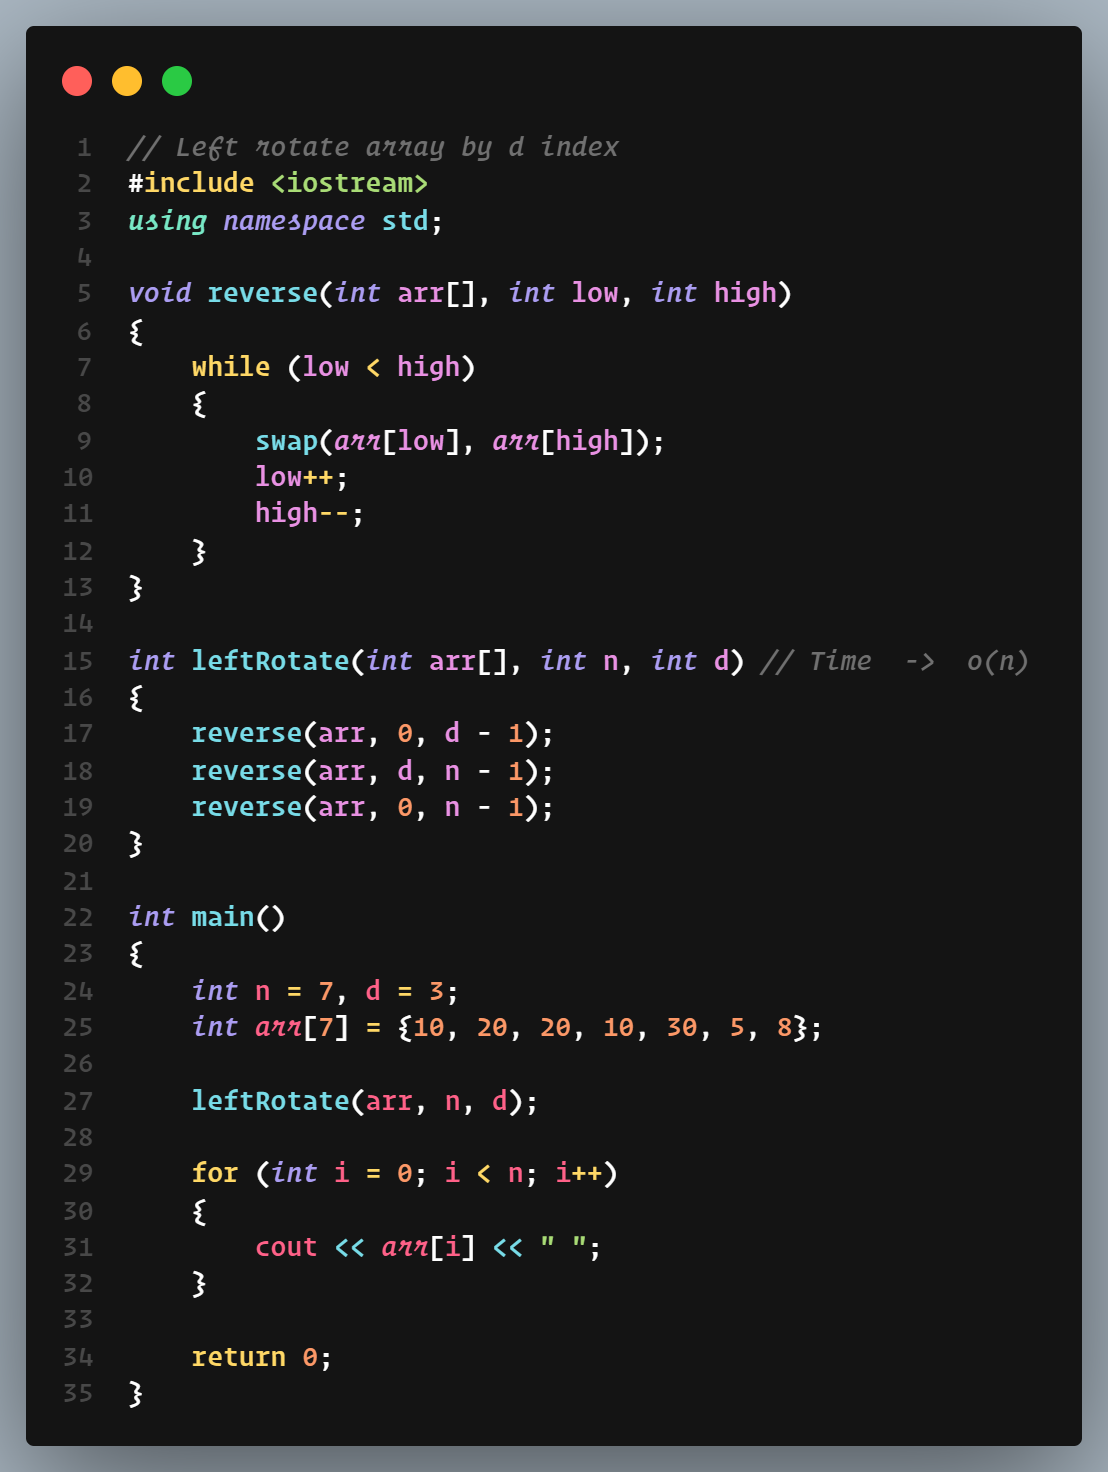 1 // Left rotate array by d index
2 #include <iostream>
3 using namespace std;
4
5 void reverse(int arr[], int low, int high)
6 {
7     while (low < high)
8     {
9         swap(arr[low], arr[high]);
10         low++;
11         high--;
12     }
13 }
14
15 int leftRotate(int arr[], int n, int d) // Time  ->  o(n)
16 {
17     reverse(arr, 0, d - 1);
18     reverse(arr, d, n - 1);
19     reverse(arr, 0, n - 1);
20 }
21
22 int main()
23 {
24     int n = 7, d = 3;
25     int arr[7] = {10, 20, 20, 10, 30, 5, 8};
26
27     leftRotate(arr, n, d);
28
29     for (int i = 0; i < n; i++)
30     {
31         cout << arr[i] << " ";
32     }
33
34     return 0;
35 }